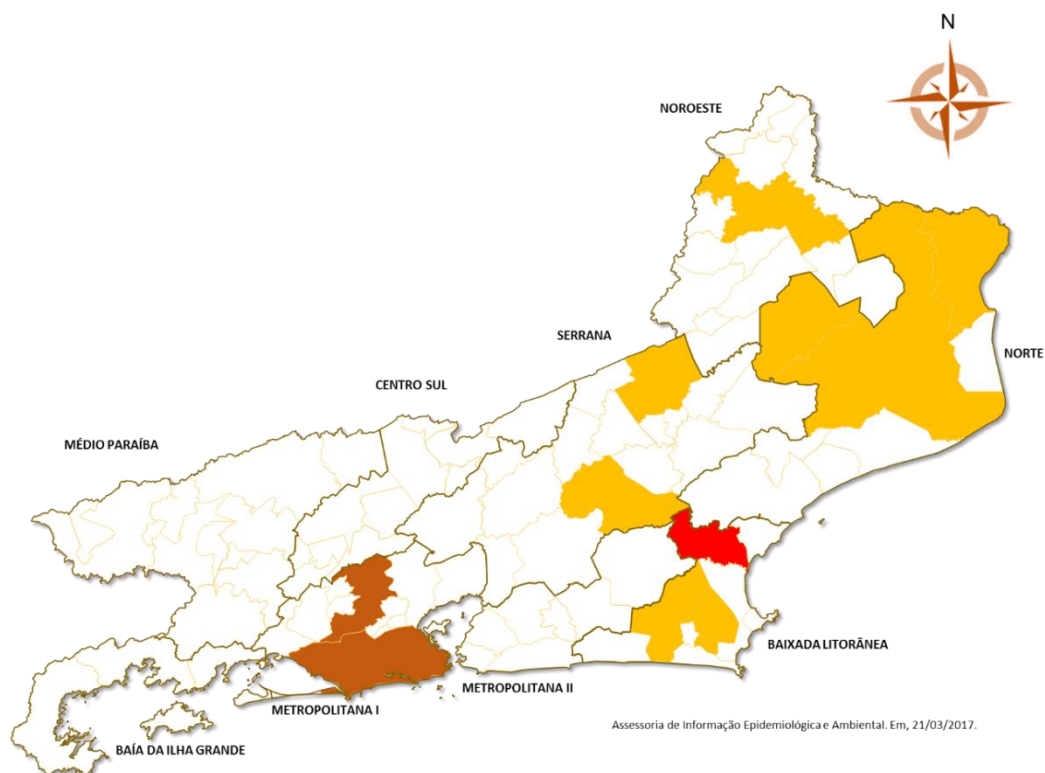 N
NOROESTE
SERRANA
NORTE
CENTRO SUL
MÉDIO PARAÍBA
BAIXADA LITORÂNEA
METROPOLITANA II
METROPOLITANA I
Assessoria de Informação Epidemiológica e Ambiental. Em, 21/03/2017.
BAÍA DA ILHA GRANDE